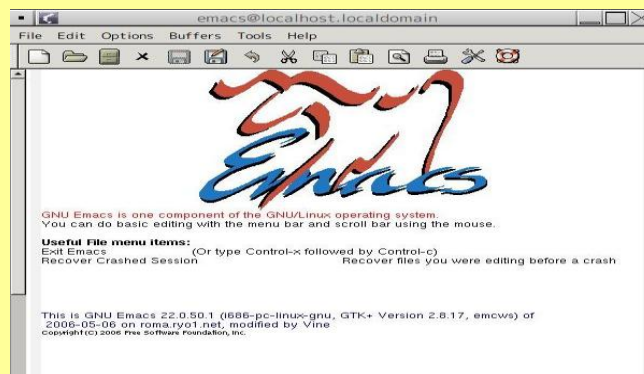 emacs@localhost.localdomain
File Edit Options Buffers Tools Help
Emacs
GNU Emacs is one component of the GNU/Linux operating system.
You can do basic editing with the menu bar and scroll bar using the mouse.
Useful File menu items:
Exit Emacs (Or type Control-x followed by Control-c)
Recover Crashed Session Recover files you were editing before a crash
This is GNU Emacs 22.0.50.1 (i686-pc-linux-gnu, GTK+ Version 2.8.17, emcws) of
2006-05-06 on roma.ryo1.net, modified by Vine
Copyright (C) 2006 Free Software Foundation, Inc.